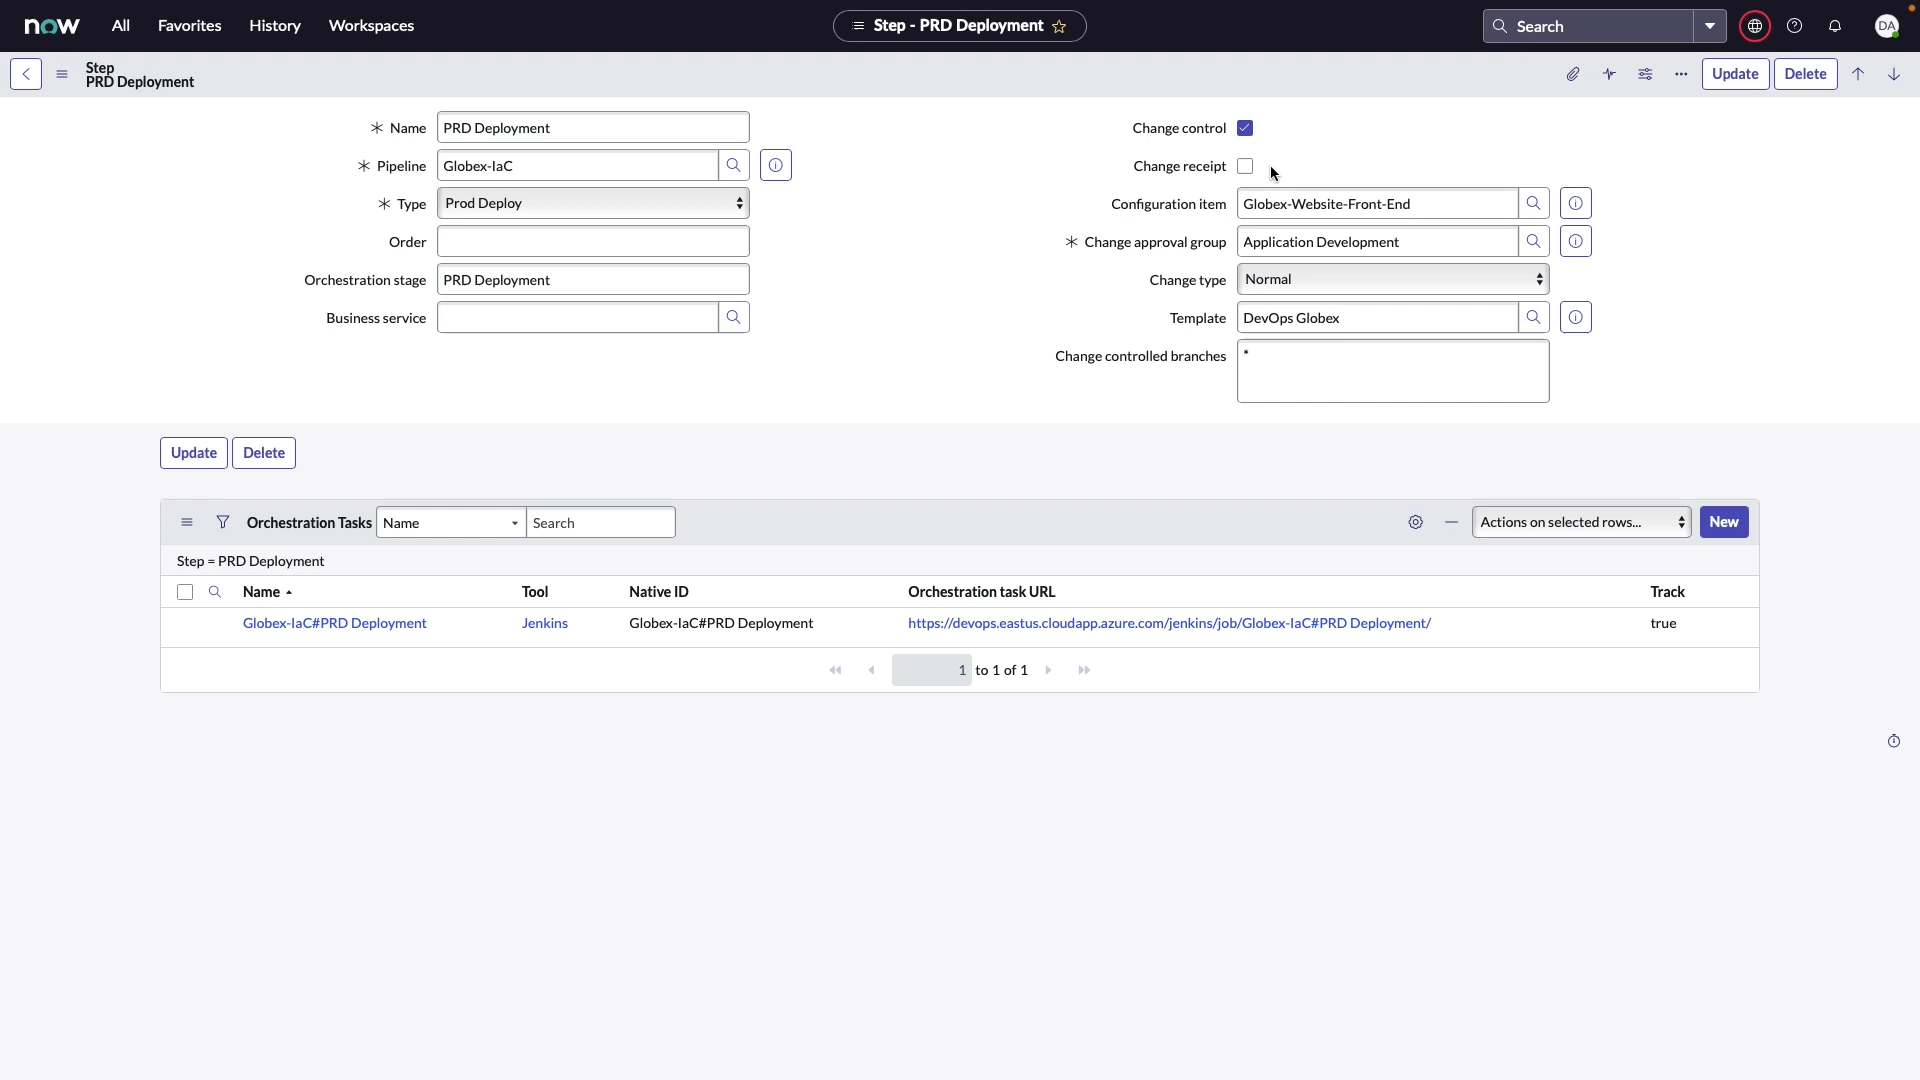 now All Favorites History Workspaces Step - PRD Deployment Search DA
Step
PRD Deployment
Update Delete
* Name PRD Deployment
* Pipeline Globex-IaC
* Type Prod Deploy
Order
Orchestration stage PRD Deployment
Business service
Change control
Change receipt
Configuration item Globex-Website-Front-End
* Change approval group Application Development
Change type Normal
Template DevOps Globex
Change controlled branches *
Update Delete
Orchestration Tasks Name Search Actions on selected rows... New
Step = PRD Deployment
Name Tool Native ID Orchestration task URL Track
Globex-IaC#PRD Deployment Jenkins Globex-IaC#PRD Deployment https://devops.eastus.cloudapp.azure.com/jenkins/job/Globex-IaC#PRD Deployment/ true
1 to 1 of 1